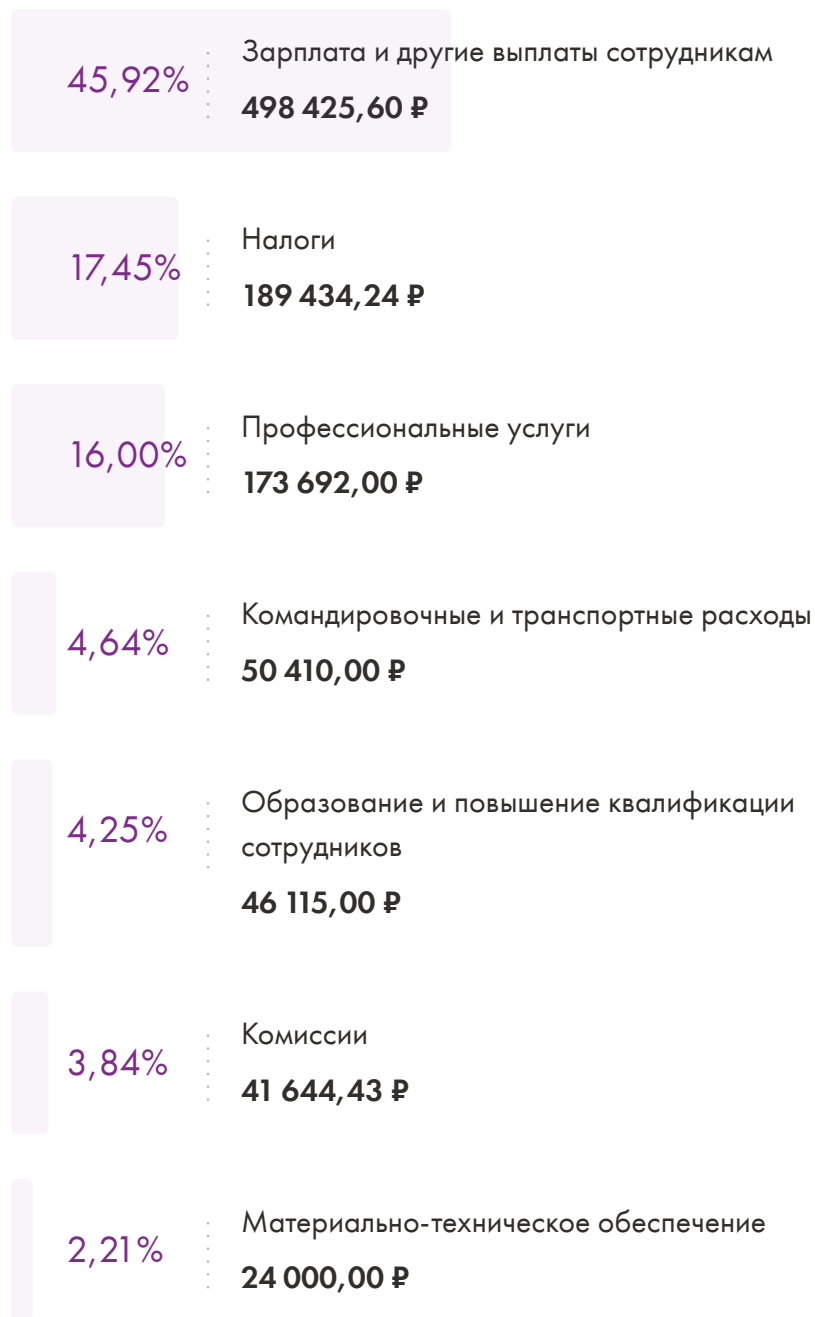 45,92%
Зарплата и другие выплаты сотрудникам
498 425,60 ₽
17,45%
Налоги
189 434,24 ₽
16,00%
Профессиональные услуги
173 692,00 ₽
4,64%
Командировочные и транспортные расходы
50 410,00 ₽
4,25%
Образование и повышение квалификации
сотрудников
46 115,00 ₽
3,84%
Комиссии
41 644,43 ₽
2,21%
Материально-техническое обеспечение
24 000,00 ₽